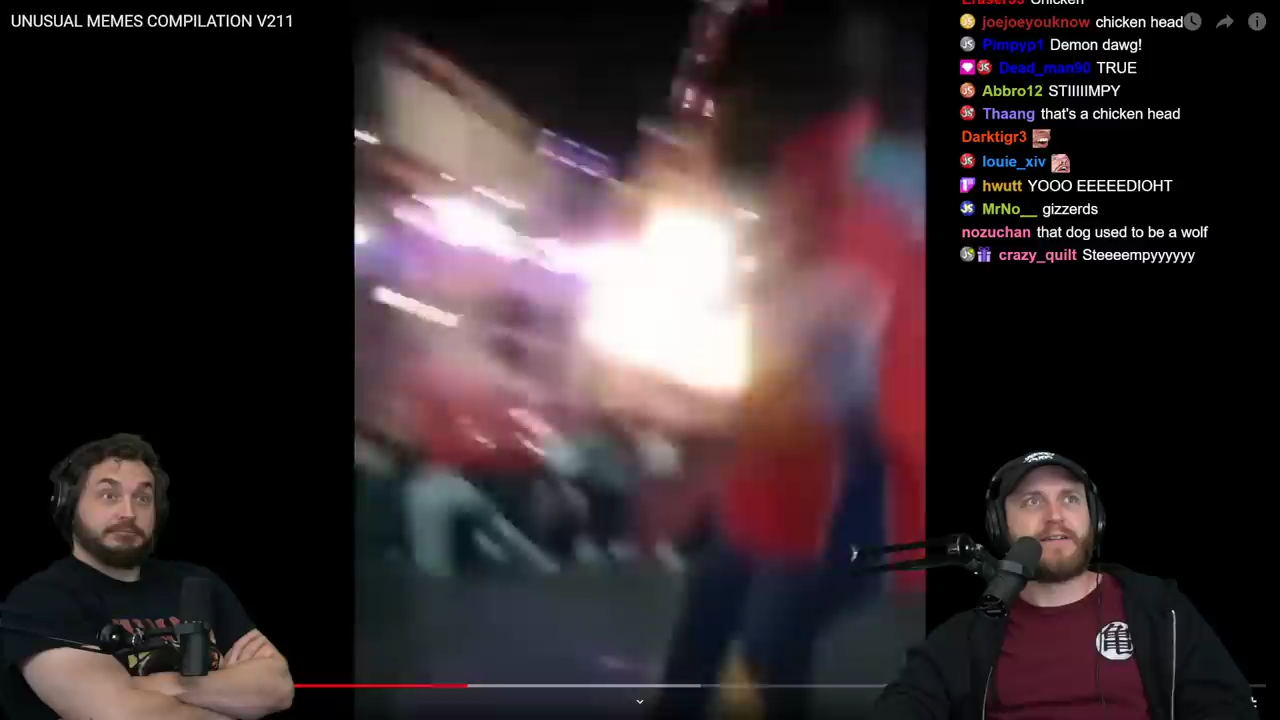 UNUSUAL MEMES COMPILATION V211
joejoeyouknow chicken head
Pimpyp1 Demon dawg!
Dead_man90 TRUE
Abbro12 STIIIIIMPY
Thaang that's a chicken head
Darktigr3
louie_xiv
hwutt YOOO EEEEEDIOHT
MrNo__ gizzerds
nozuchan that dog used to be a wolf
crazy_quilt Steeeempyyyyyy